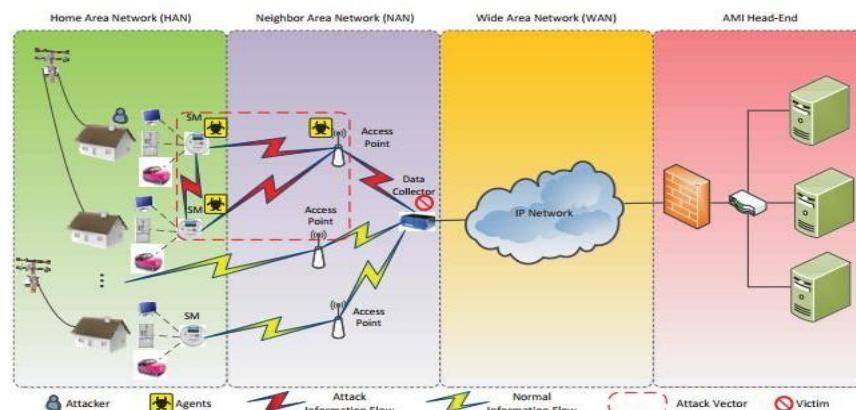 Home Area Network (HAN)
Neighbor Area Network (NAN)
Wide Area Network (WAN)
AMI Head-End
SM
Access
Point
Data
Collector
SM
Access
Point
IP Network
SM
Access
Point
Attacker
Agents
Attack
Information Flow
Normal
Information Flow
Attack Vector
Victim